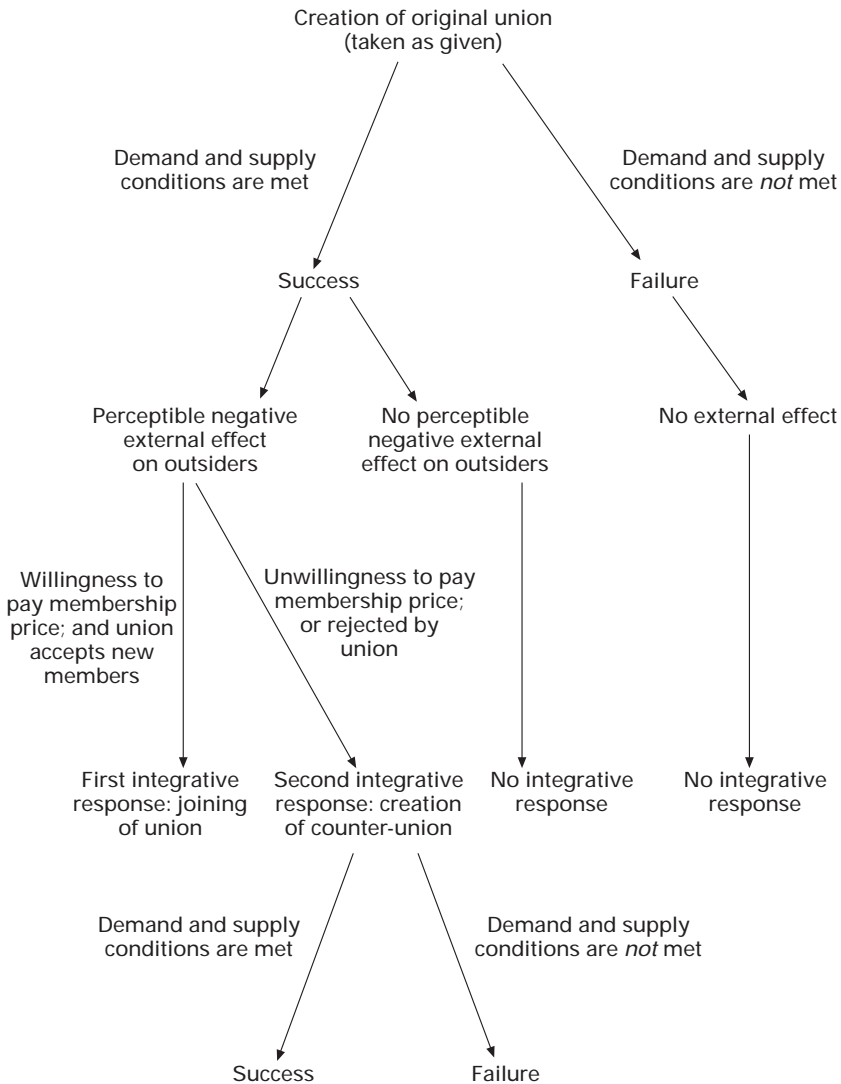 Creation of original union
(taken as given)
Demand and supply
conditions are met
Demand and supply
conditions are not met
Success
Failure
Perceptible negative
external effect
on outsiders
No perceptible
negative external
effect on outsiders
No external effect
Willingness to
pay membership
price; and union
accepts new
members
Unwillingness to pay
membership price;
or rejected by
union
First integrative
response: joining
of union
Second integrative
response: creation
of counter-union
No integrative
response
No integrative
response
Demand and supply
conditions are met
Demand and supply
conditions are not met
Success
Failure